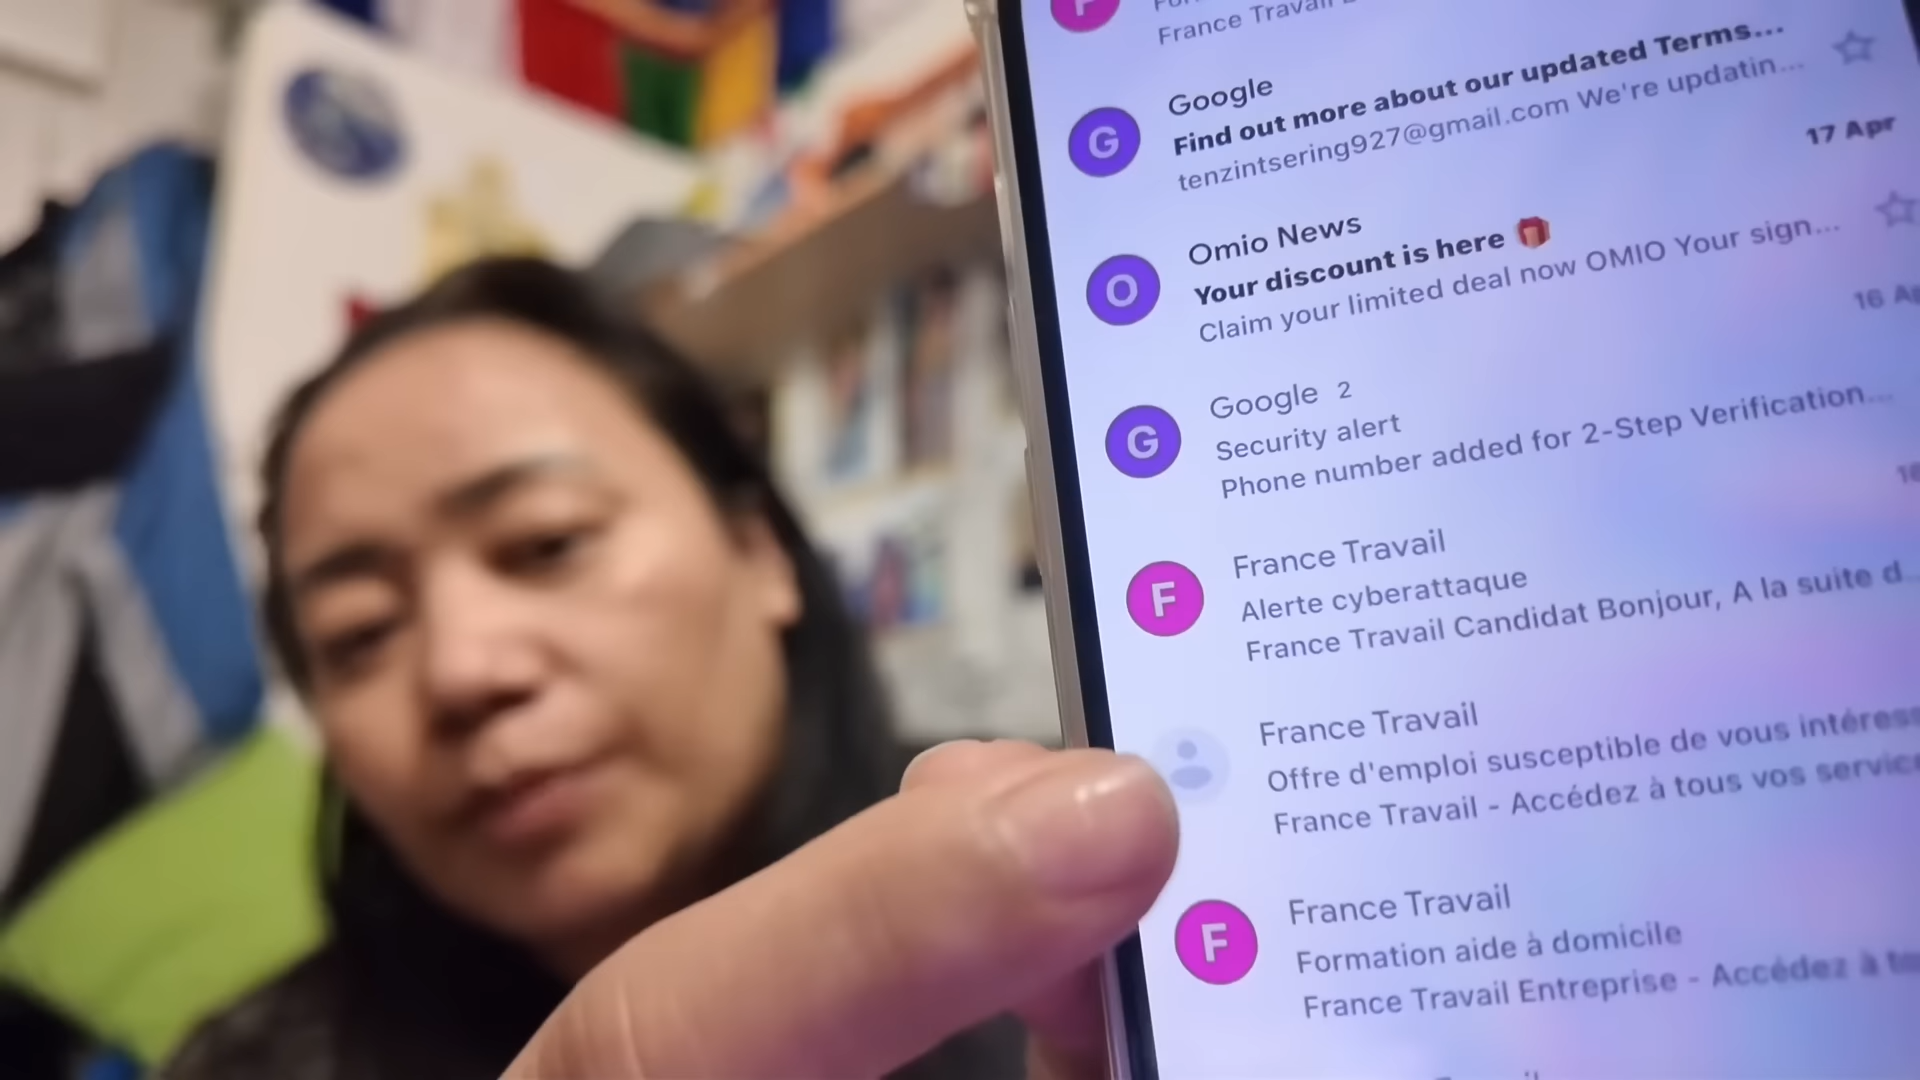 France Travail
G
Google
Find out more about our updated Terms...
tenzintsering927@gmail.com We're updatin...
17 Apr
O
Omio News
Your discount is here
Claim your limited deal now OMIO Your sign...
16 Ap
G
Google 2
Security alert
Phone number added for 2-Step Verification...
F
France Travail
Alerte cyberattaque
France Travail Candidat Bonjour, A la suite d...
France Travail
Offre d'emploi susceptible de vous intéress
France Travail - Accédez à tous vos service
F
France Travail
Formation aide à domicile
France Travail Entreprise - Accédez à to